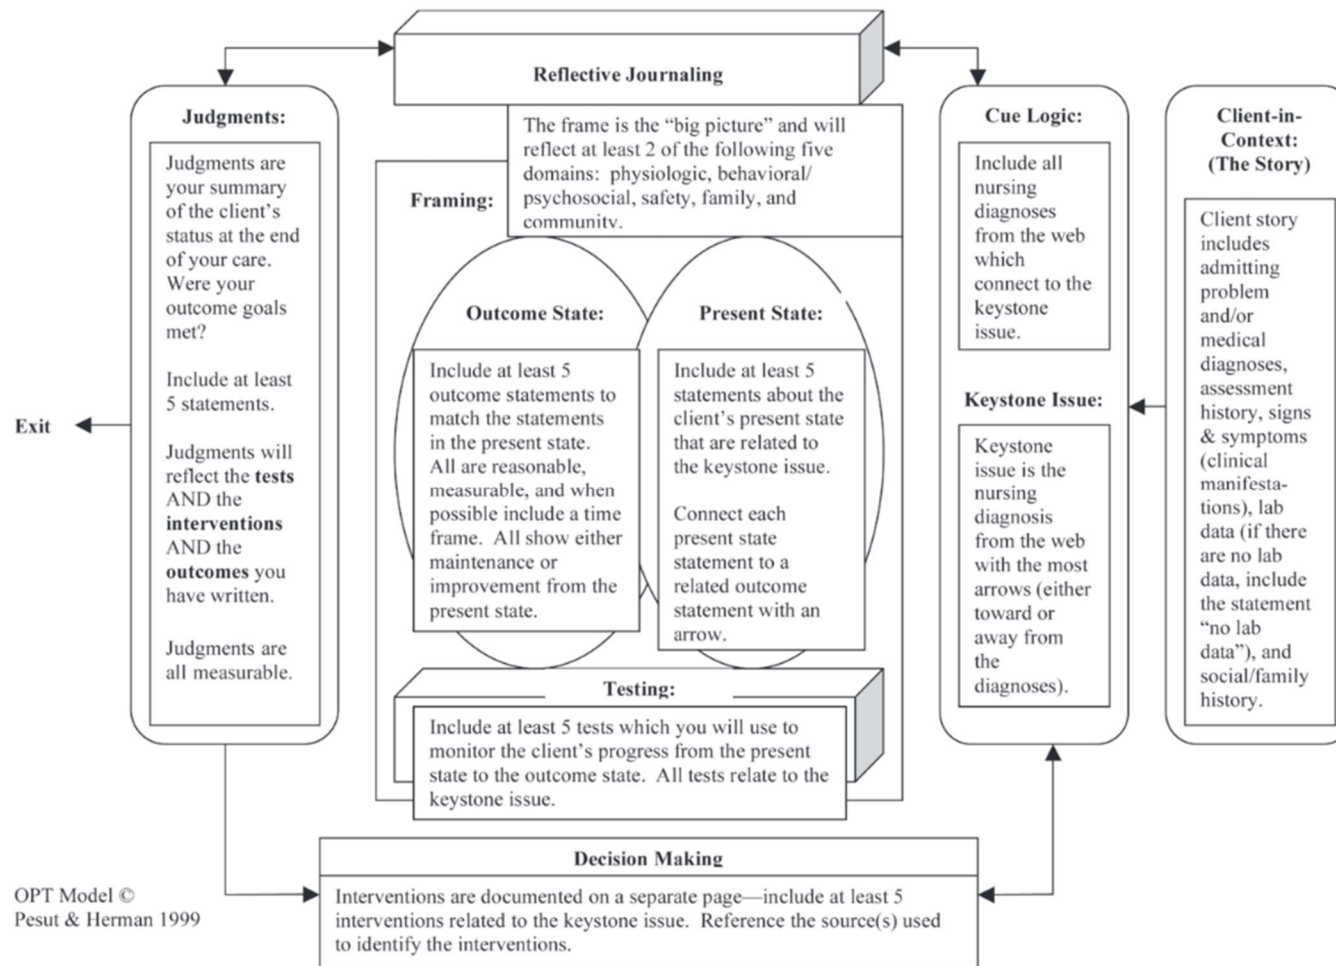 Reflective Journaling
Judgments:
Judgments are
your summary
of the client's
status at the end
of your care.
Were your
outcome goals
met?
Include at least
5 statements.
Judgments will
reflect the tests
AND the
interventions
AND the
outcomes you
have written.
Judgments are
all measurable.
Exit
The frame is the “big picture” and will
reflect at least 2 of the following five
domains: physiologic, behavioral/
psychosocial, safety, family, and
community.
Framing:
Outcome State:
Include at least 5
outcome statements to
match the statements
in the present state.
All are reasonable,
measurable, and when
possible include a time
frame. All show either
maintenance or
improvement from the
present state.
Present State:
Include at least 5
statements about the
client's present state
that are related to
the keystone issue.
Connect each
present state
statement to a
related outcome
statement with an
arrow.
Testing:
Include at least 5 tests which you will use to
monitor the client's progress from the present
state to the outcome state. All tests relate to the
keystone issue.
Cue Logic:
Include all
nursing
diagnoses
from the web
which
connect to the
keystone
issue.
Keystone Issue:
Keystone
issue is the
nursing
diagnosis
from the web
with the most
arrows (either
toward or
away from
the
diagnoses).
Client-in-
Context:
(The Story)
Client story
includes
admitting
problem
and/or
medical
diagnoses,
assessment
history, signs
& symptoms
(clinical
manifesta-
tions), lab
data (if there
are no lab
data, include
the statement
“no lab
data”), and
social/family
history.
Decision Making
Interventions are documented on a separate page—include at least 5
interventions related to the keystone issue. Reference the source(s) used
to identify the interventions.
OPT Model ©
Pesut & Herman 1999